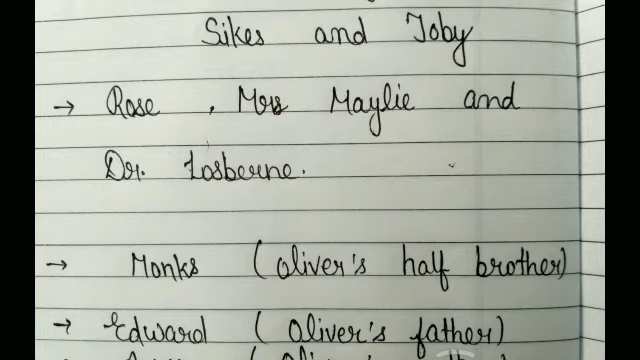 Sikes and Toby
→ Rose , Mrs Maylie and
Dr. Losberne.
→ Monks (Oliver's half brother)
→ Edward (Oliver's father)